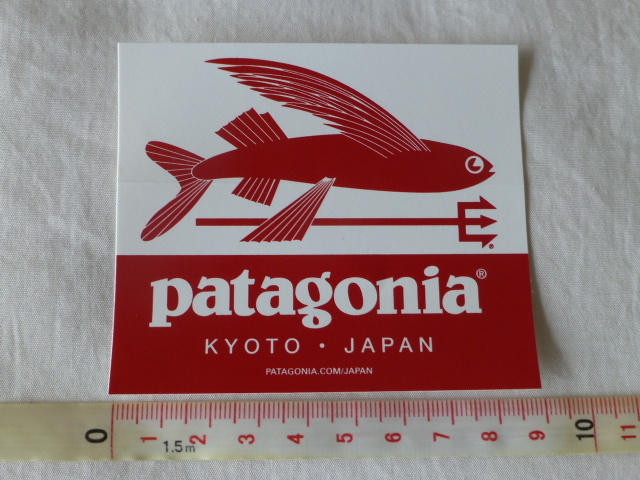 patagonia®
KYOTO • JAPAN
PATAGONIA.COM/JAPAN
0 1 2 3 4 5 6 7 8 9 10 11
1.5m